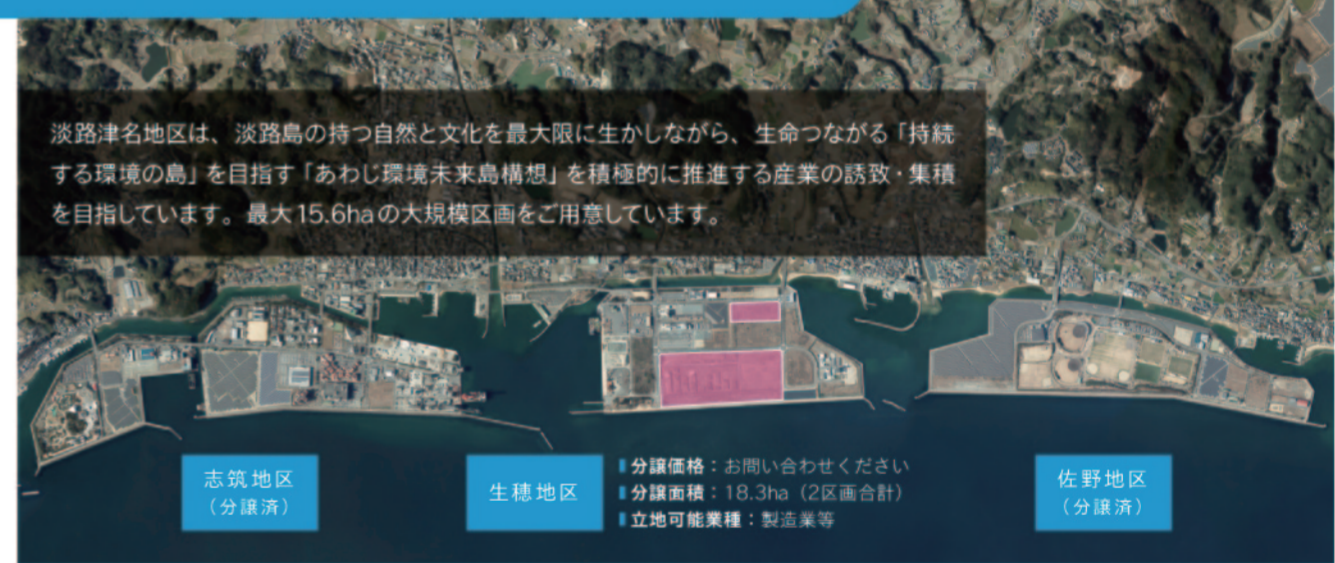 淡路津名地区は、淡路島の持つ自然と文化を最大限に生かしながら、生命つながる「持続
する環境の島」を目指す「あわじ環境未来島構想」を積極的に推進する産業の誘致・集積
を目指しています。最大15.6haの大規模区画をご用意しています。
志筑地区
(分譲済)
生穂地区
分譲価格：お問い合わせください
分譲面積：18.3ha（2区画合計）
立地可能業種：製造業等
佐野地区
(分譲済)